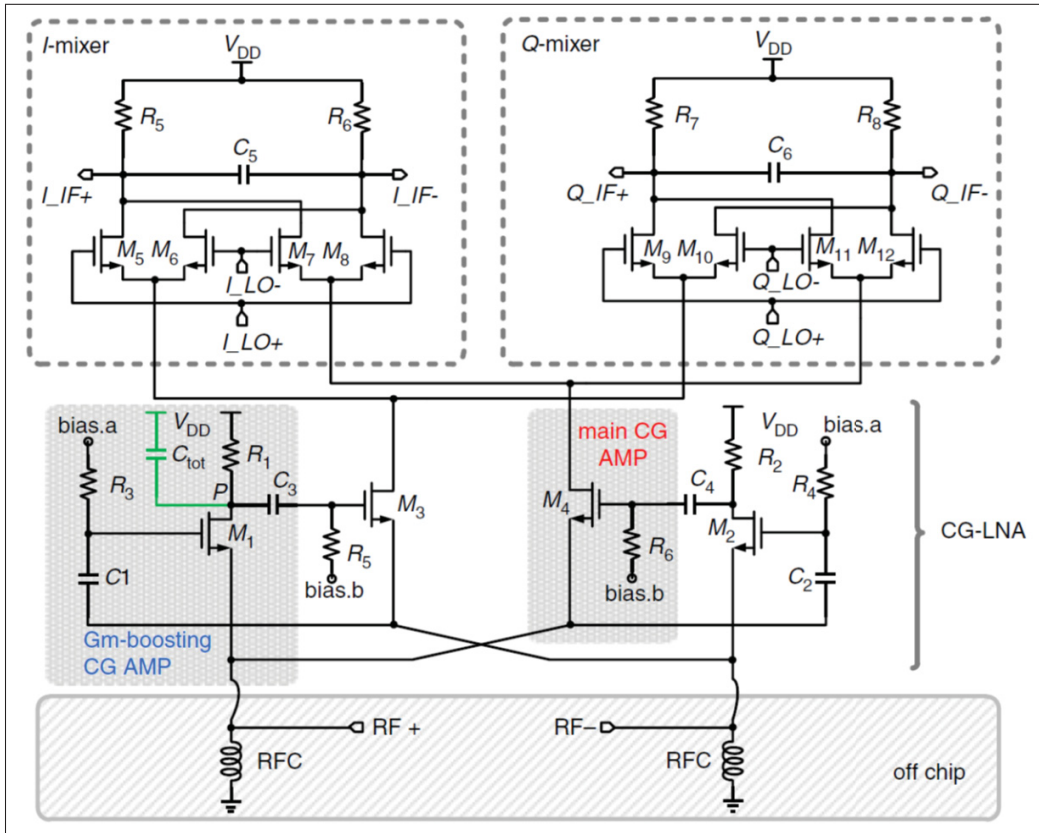 I-mixer
Q-mixer
VDD
VDD
R5
R6
R7
R8
C5
C6
I_IF+
I_IF-
Q_IF+
Q_IF-
M5
M6
M7
M8
M9
M10
M11
M12
I_LO-
Q_LO-
I_LO+
Q_LO+
bias.a
VDD
Ctot
R1
R3
P
C3
M1
M3
C1
R5
bias.b
Gm-boosting
CG AMP
main CG
AMP
VDD
bias.a
R2
C4
R4
M4
M2
R6
bias.b
C2
CG-LNA
RF +
RF–
RFC
RFC
off chip